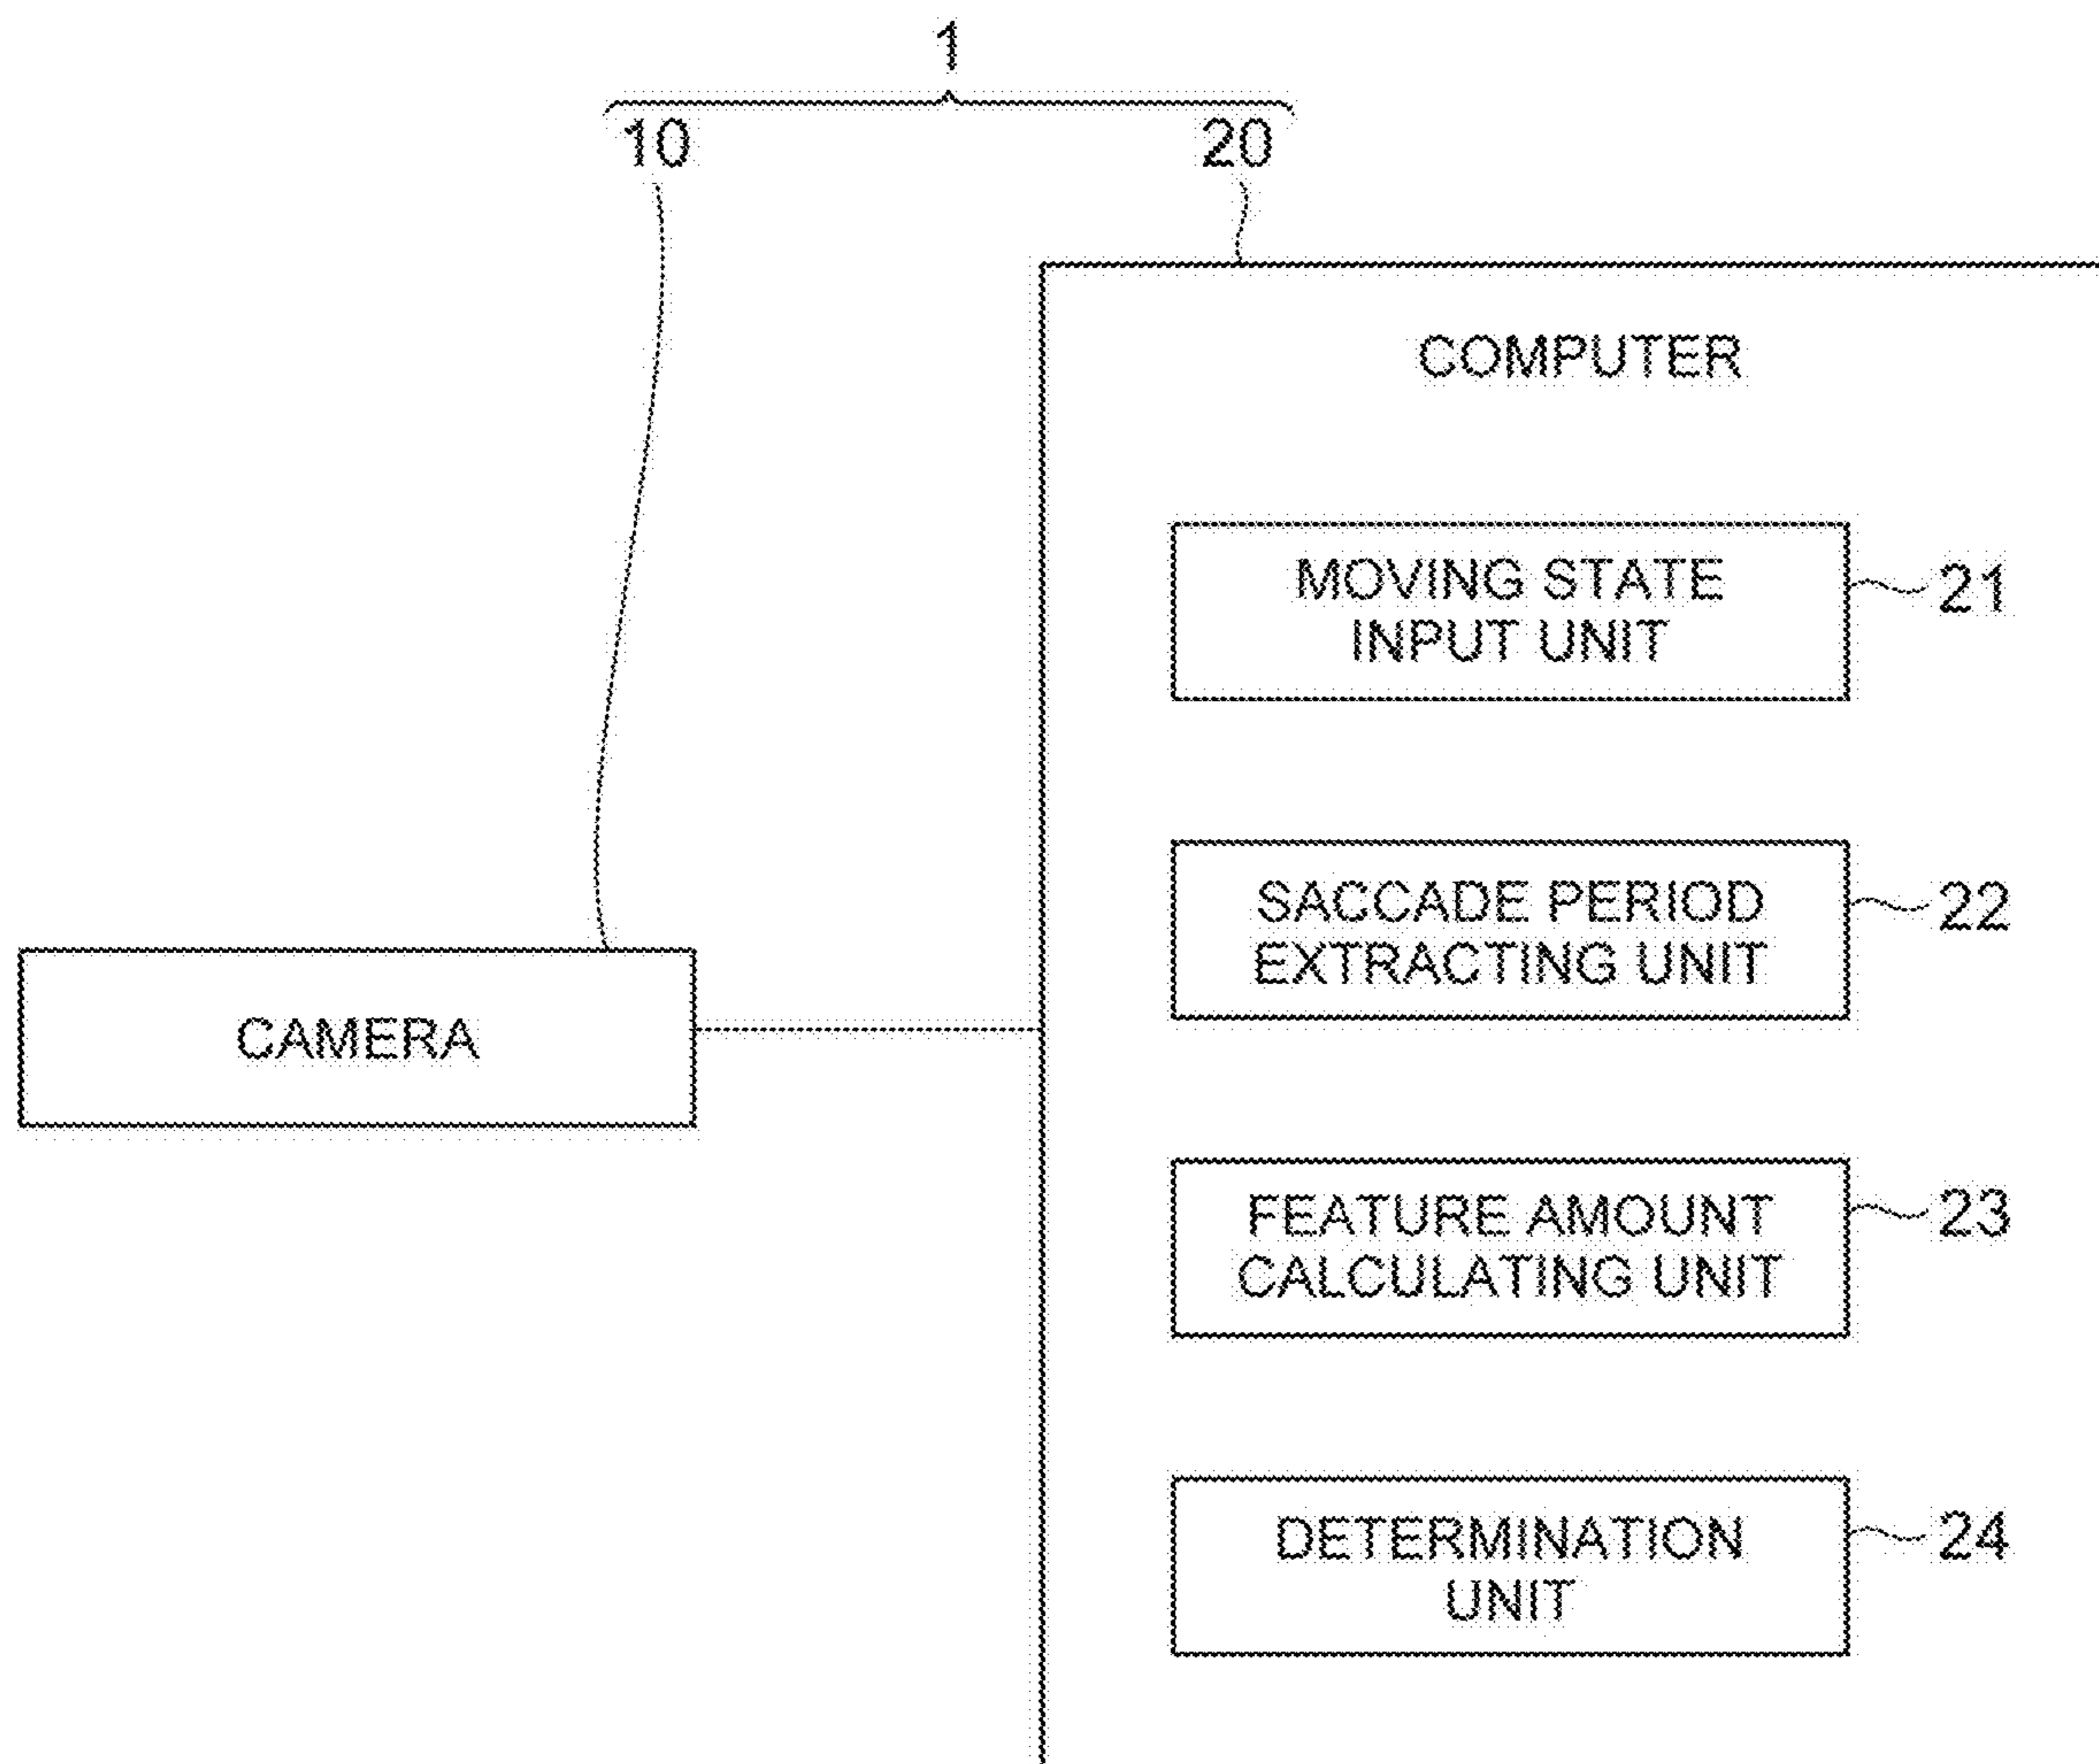 1
10
20
COMPUTER
MOVING STATE
INPUT UNIT
21
SACCADE PERIOD
EXTRACTING UNIT
22
CAMERA
FEATURE AMOUNT
CALCULATING UNIT
23
DETERMINATION
UNIT
24